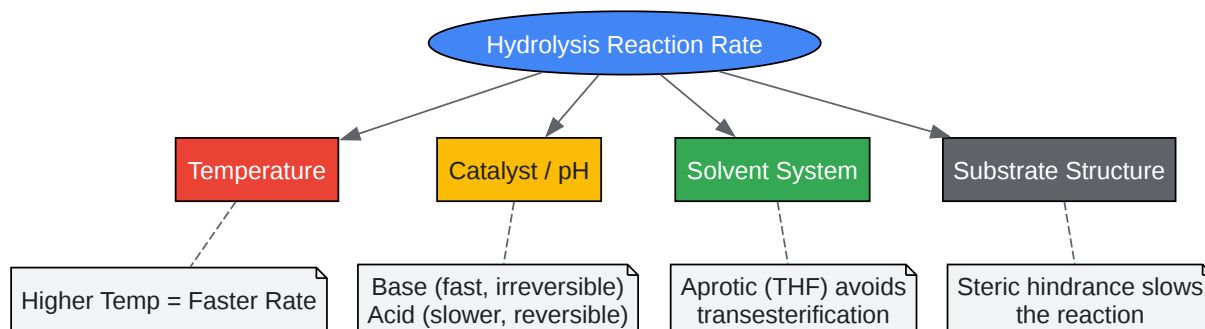 Hydrolysis Reaction Rate
Temperature
Catalyst / pH
Solvent System
Substrate Structure
Higher Temp = Faster Rate
Base (fast, irreversible)
Acid (slower, reversible)
Aprotic (THF) avoids
transesterification
Steric hindrance slows
the reaction